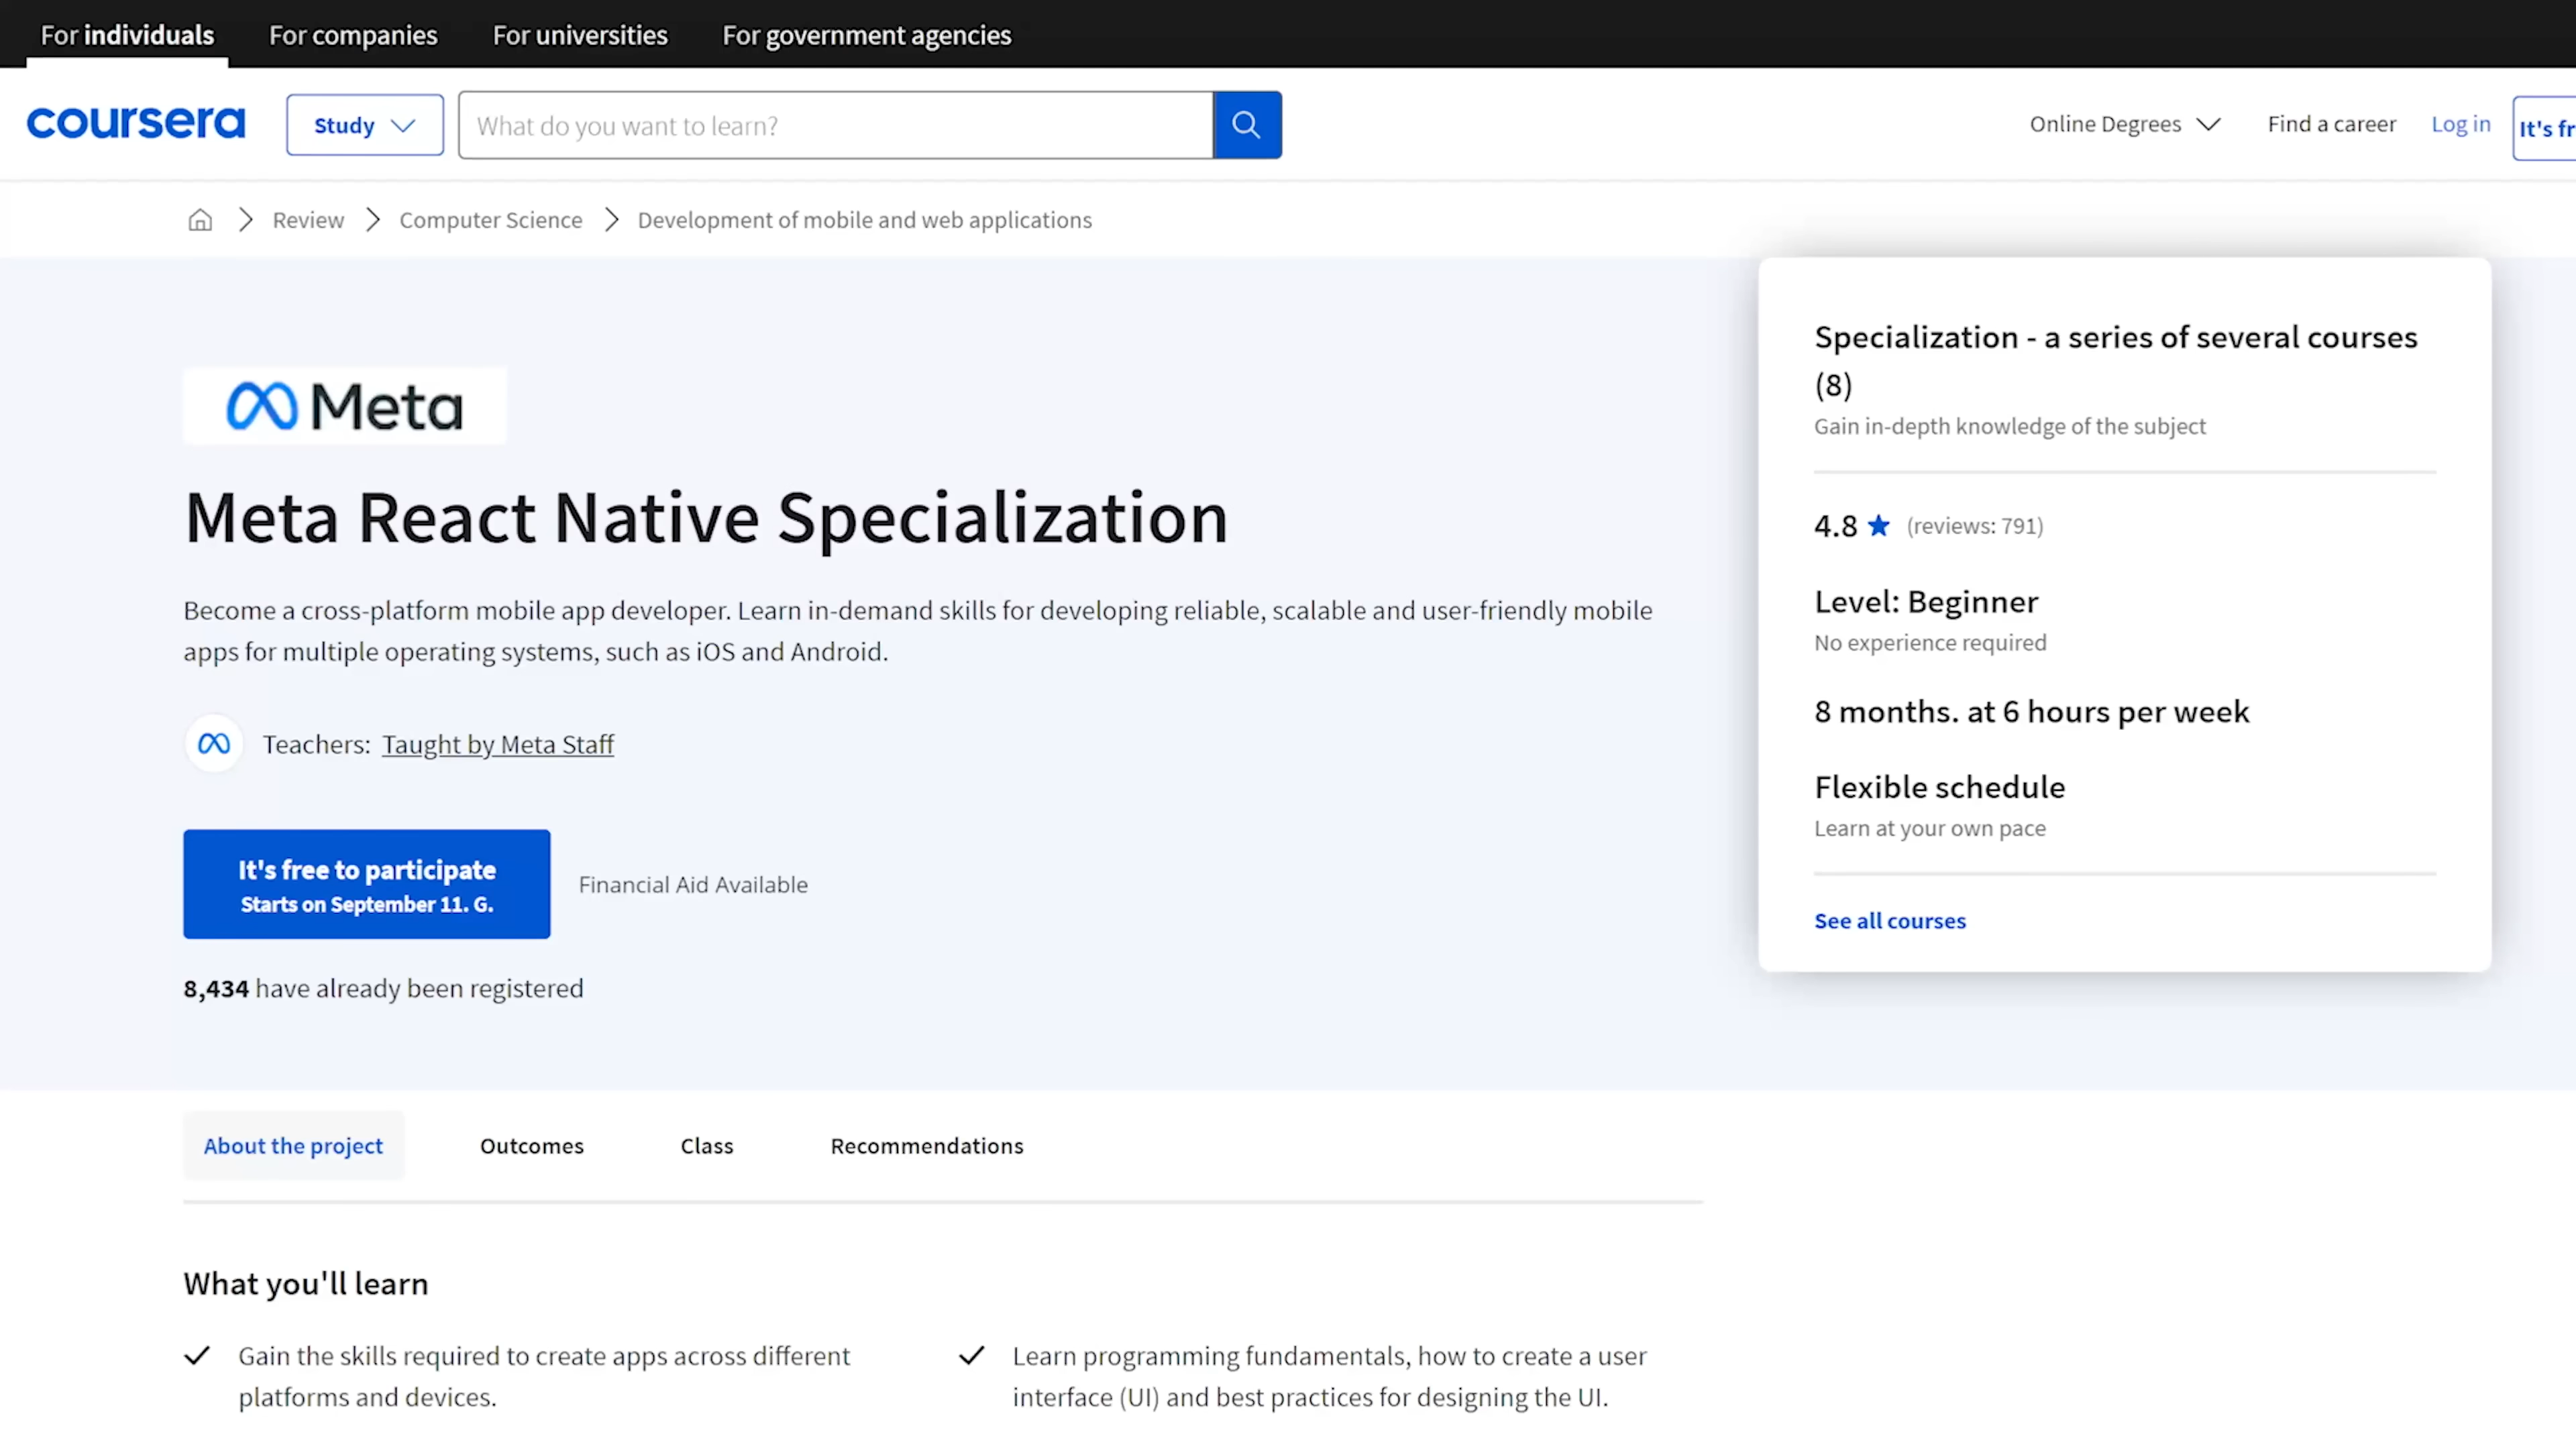 For individuals
For companies
For universities
For government agencies
coursera
Study
What do you want to learn?
Online Degrees
Find a career
Log in
It's fr
Review
Computer Science
Development of mobile and web applications
Meta
Meta React Native Specialization
Become a cross-platform mobile app developer. Learn in-demand skills for developing reliable, scalable and user-friendly mobile
apps for multiple operating systems, such as iOS and Android.
Teachers: Taught by Meta Staff
It's free to participate
Starts on September 11. G.
Financial Aid Available
8,434 have already been registered
Specialization - a series of several courses
(8)
Gain in-depth knowledge of the subject
4.8
(reviews: 791)
Level: Beginner
No experience required
8 months. at 6 hours per week
Flexible schedule
Learn at your own pace
See all courses
About the project
Outcomes
Class
Recommendations
What you'll learn
Gain the skills required to create apps across different
platforms and devices.
Learn programming fundamentals, how to create a user
interface (UI) and best practices for designing the UI.